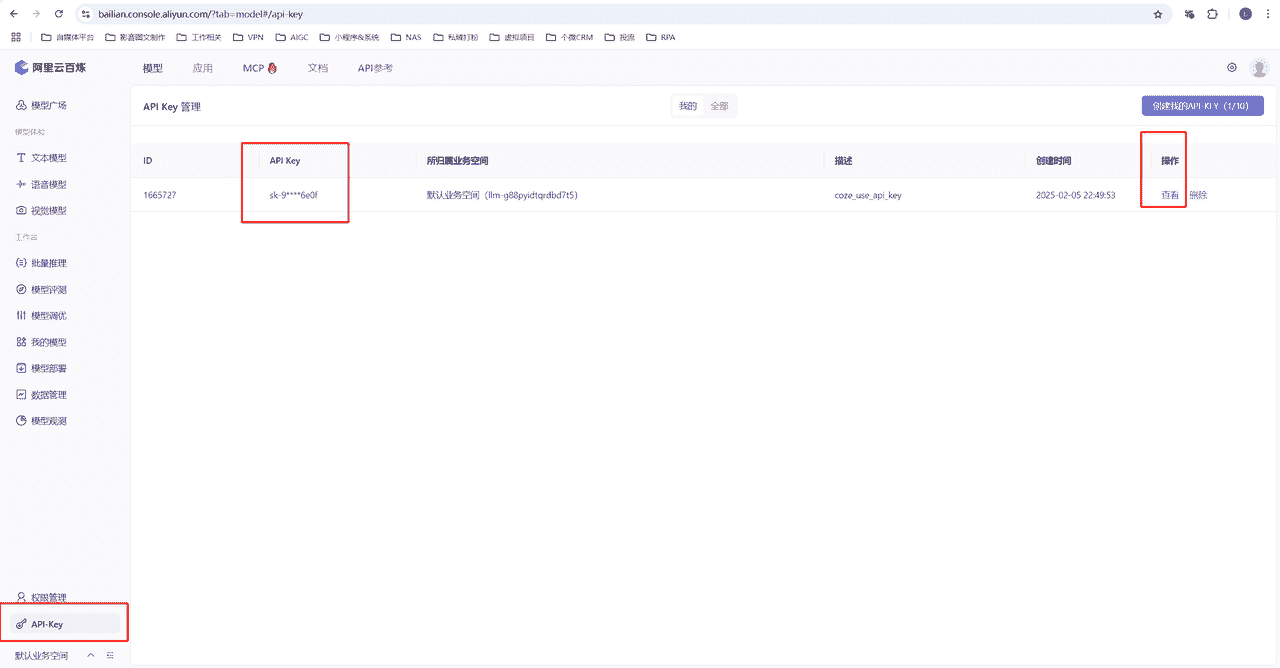 bailian.console.aliyun.com/?tab=model#/api-key
自媒体平台 影音图文制作 工作相关 VPN AIGC 小程序&系统 NAS 私域打粉 虚拟项目 个微CRM 投流 RPA
阿里云百炼 模型 应用 MCP 文档 API参考
API Key 管理 我的 全部 创建我的API-KEY (1/10)
模型广场
模型体验
文本模型
语音模型
视觉模型
工作台
批量推理
模型评测
模型调优
我的模型
模型部署
数据管理
模型观测
权限管理
API-Key
默认业务空间
ID API Key 所归属业务空间 描述 创建时间 操作
1665727 sk-9****6e0f 默认业务空间 (llm-g88pyidtqrdbd7t5) coze_use_api_key 2025-02-05 22:49:53 查看 删除